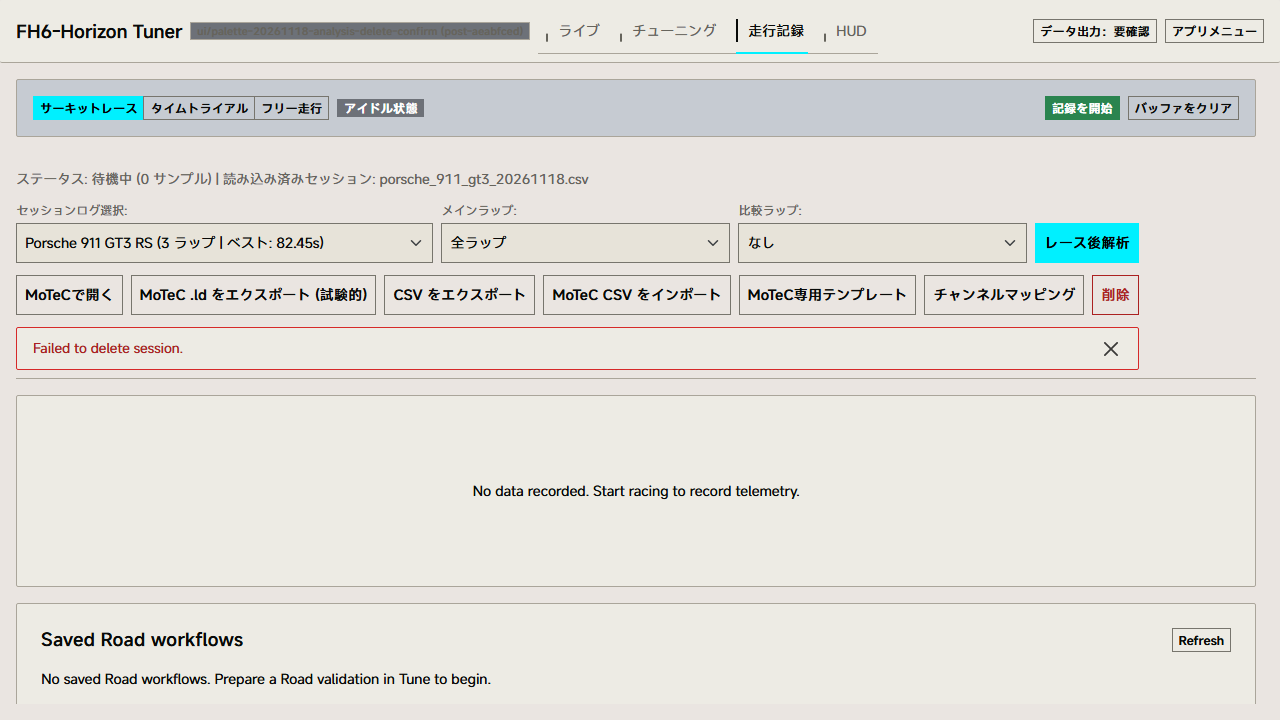 FH6-Horizon Tuner
ライブ
チューニング
走行記録
HUD
データ出力: 要確認
アプリメニュー
サーキットレース
タイムトライアル
フリー走行
アイドル状態
記録を開始
バッファをクリア
ステータス: 待機中 (0 サンプル) | 読み込み済みセッション: porsche_911_gt3_20261118.csv
セッションログ選択:
メインラップ:
比較ラップ:
Porsche 911 GT3 RS (3 ラップ | ベスト: 82.45s)
全ラップ
なし
レース後解析
MoTeCで開く
MoTeC .ld をエクスポート (試験的)
CSV をエクスポート
MoTeC CSV をインポート
MoTeC専用テンプレート
チャンネルマッピング
削除
Failed to delete session.
No data recorded. Start racing to record telemetry.
Saved Road workflows
Refresh
No saved Road workflows. Prepare a Road validation in Tune to begin.